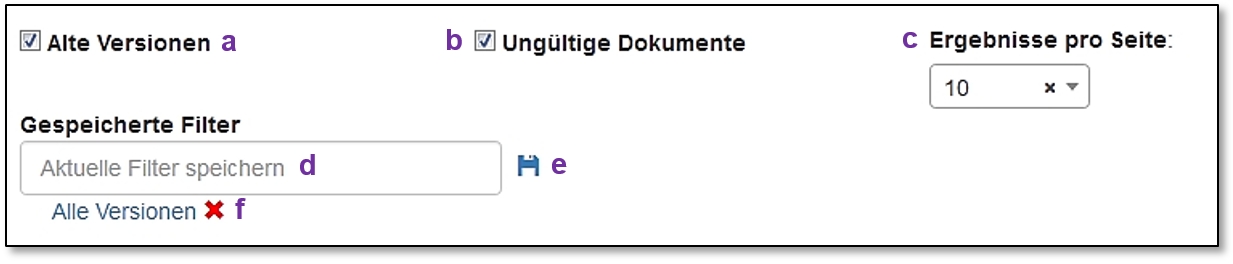 Alte Versionen a
b Ungültige Dokumente
c Ergebnisse pro Seite:
10
Gespeicherte Filter
Aktuelle Filter speichern d
e
Alle Versionen f